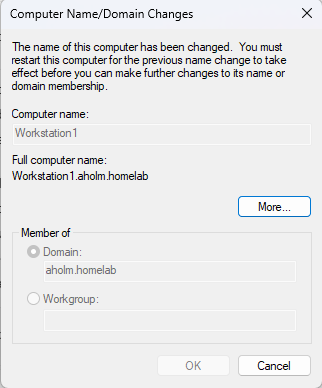 Computer Name/Domain Changes
The name of this computer has been changed.  You must
restart this computer for the previous name change to take
effect before you can make further changes to its name or
domain membership.
Computer name:
Workstation1
Full computer name:
Workstation1.aholm.homelab
More...
Member of
Domain:
aholm.homelab
Workgroup:
OK
Cancel